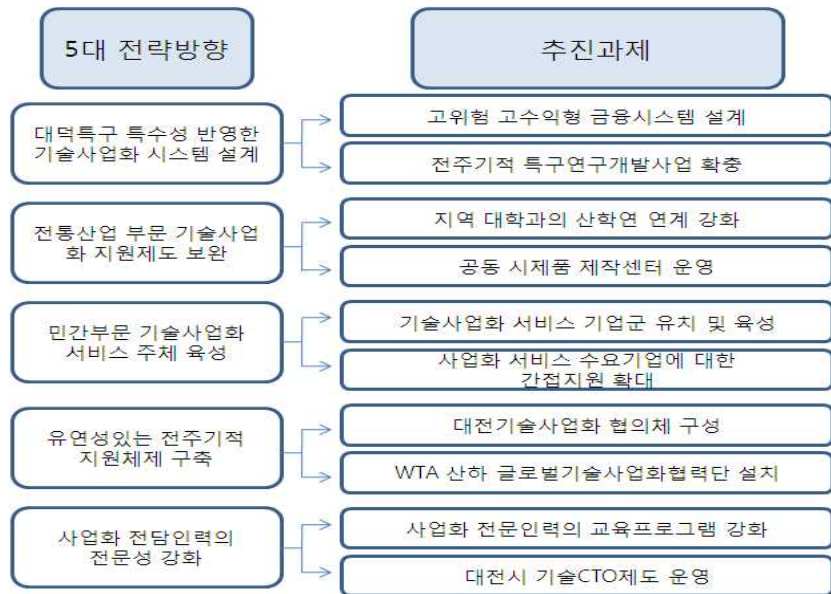 5대 전략방향
추진과제
대덕특구 특수성 반영한
기술사업화 시스템 설계
고위험 고수익형 금융시스템 설계
전주기적 특구연구개발사업 확충
전통산업 부문 기술사업
화 지원제도 보완
지역 대학과의 산학연 연계 강화
공동 시제품 제작센터 운영
민간부문 기술사업화
서비스 주체 육성
기술사업화 서비스 기업군 유치 및 육성
사업화 서비스 수요기업에 대한
간접지원 확대
유연성있는 전주기적
지원체제 구축
대전기술사업화 협의체 구성
WTA 산하 글로벌기술사업화협력단 설치
사업화 전담인력의
전문성 강화
사업화 전문인력의 교육프로그램 강화
대전시 기술CTO제도 운영